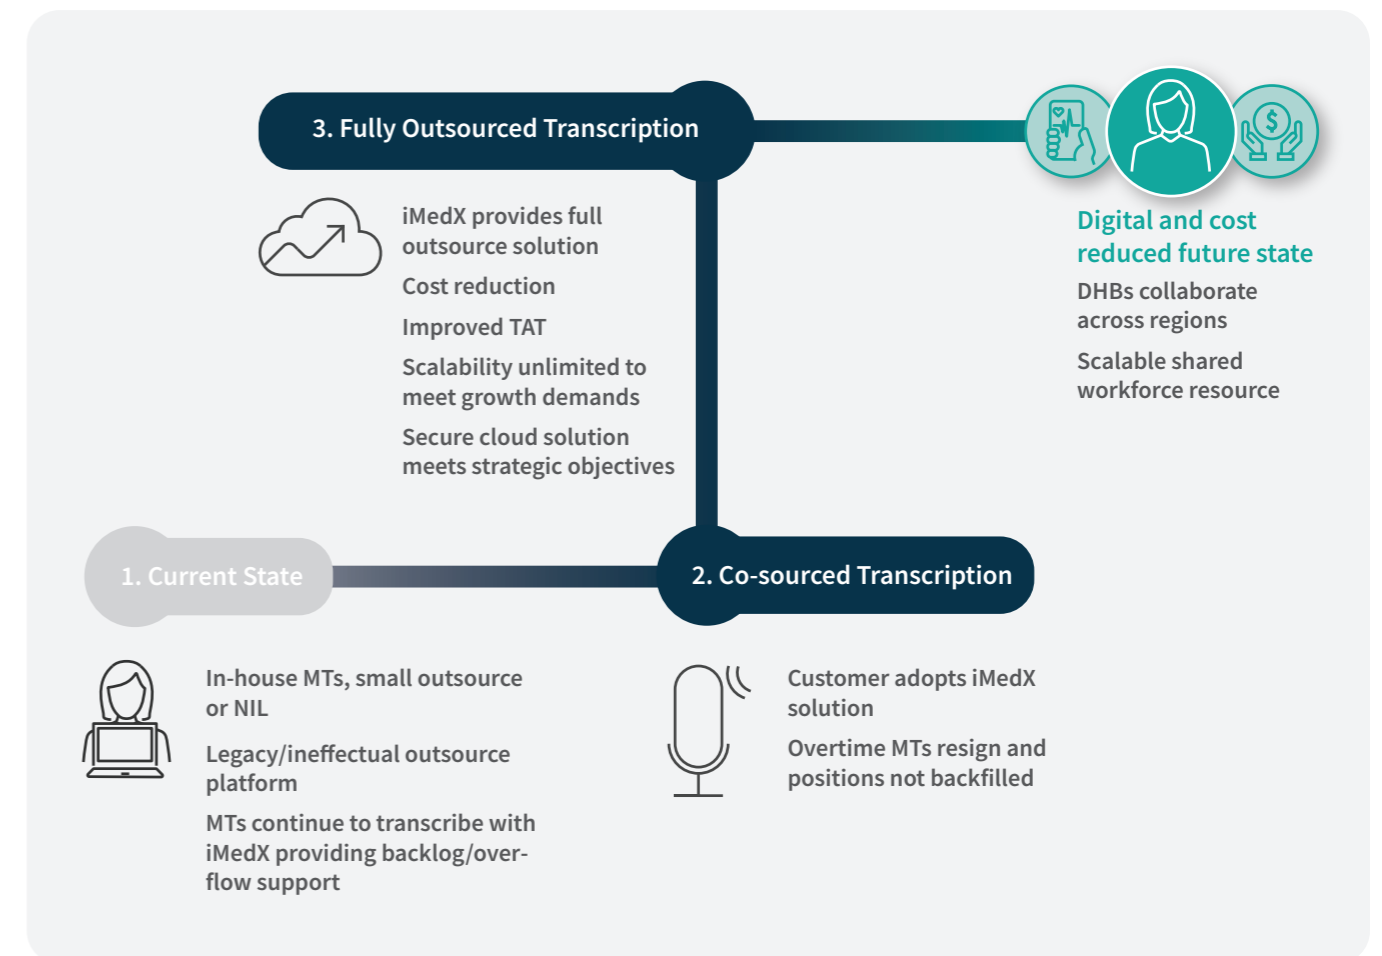 3. Fully Outsourced Transcription
iMedX provides full
outsource solution
Cost reduction
Improved TAT
Scalability unlimited to
meet growth demands
Secure cloud solution
meets strategic objectives
$
Digital and cost
reduced future state
DHBs collaborate
across regions
Scalable shared
workforce resource
1. Current State
In-house MTs, small outsource
or NIL
Legacy/ineffectual outsource
platform
MTs continue to transcribe with
iMedX providing backlog/over-
flow support
2. Co-sourced Transcription
Customer adopts iMedX
solution
Overtime MTs resign and
positions not backfilled